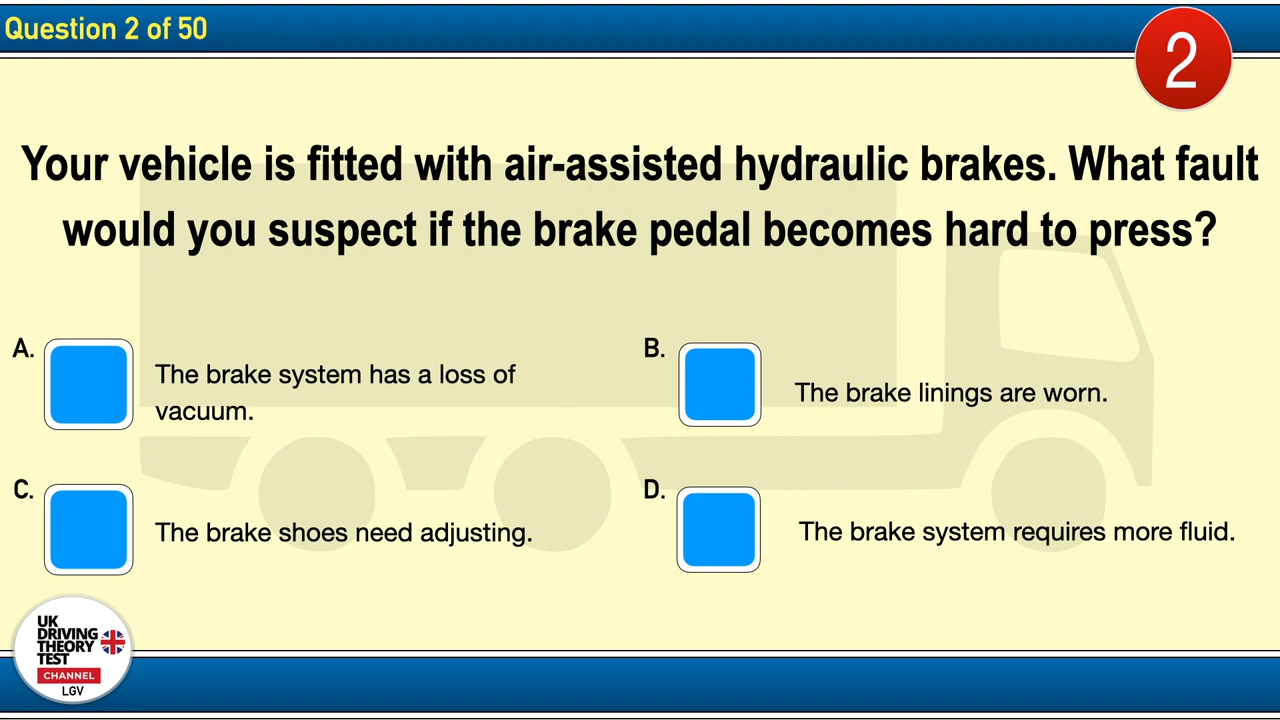 Question 2 of 50
2
Your vehicle is fitted with air-assisted hydraulic brakes. What fault
would you suspect if the brake pedal becomes hard to press?
A.
The brake system has a loss of
vacuum.
B.
The brake linings are worn.
C.
The brake shoes need adjusting.
D.
The brake system requires more fluid.
UK
DRIVING
THEORY
TEST
CHANNEL
LGV